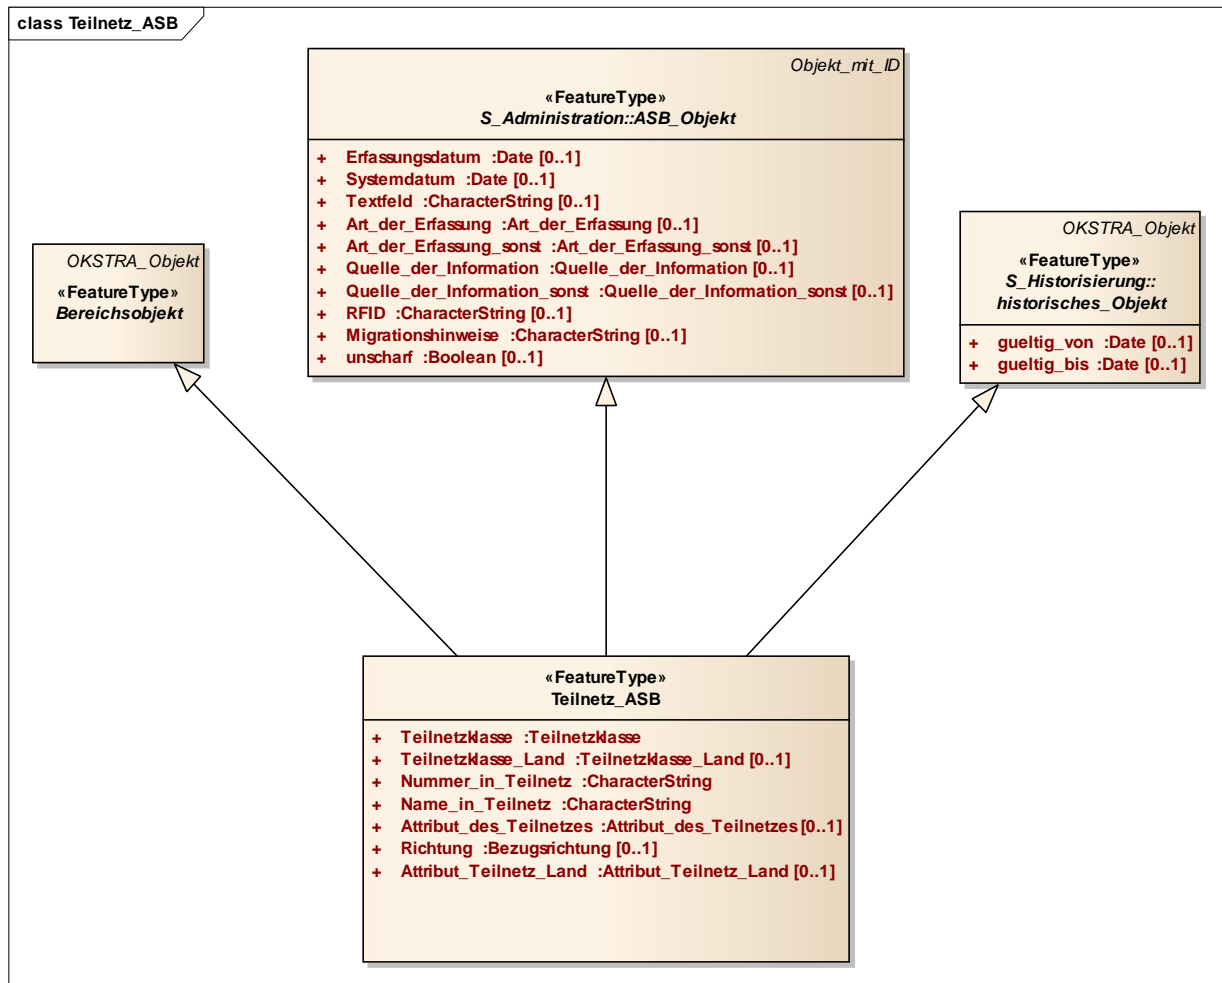 class Teilnetz_ASB
Objekt_mit_ID
«FeatureType»
S_Administration::ASB_Objekt
+ Erfassungsdatum :Date [0..1]
+ Systemdatum :Date [0..1]
+ Textfeld :CharacterString [0..1]
+ Art_der_Erfassung :Art_der_Erfassung [0..1]
+ Art_der_Erfassung_sonst :Art_der_Erfassung_sonst [0..1]
+ Quelle_der_Information :Quelle_der_Information [0..1]
+ Quelle_der_Information_sonst :Quelle_der_Information_sonst [0..1]
+ RFID :CharacterString [0..1]
+ Migrationshinweise :CharacterString [0..1]
+ unscharf :Boolean [0..1]
OKSTRA_Objekt
«FeatureType»
Bereichsobjekt
OKSTRA_Objekt
«FeatureType»
S_Historisierung::
historisches_Objekt
+ gueltig_von :Date [0..1]
+ gueltig_bis :Date [0..1]
«FeatureType»
Teilnetz_ASB
+ Teilnetzklasse :Teilnetzklasse
+ Teilnetzklasse_Land :Teilnetzklasse_Land [0..1]
+ Nummer_in_Teilnetz :CharacterString
+ Name_in_Teilnetz :CharacterString
+ Attribut_des_Teilnetzes :Attribut_des_Teilnetzes [0..1]
+ Richtung :Bezugsrichtung [0..1]
+ Attribut_Teilnetz_Land :Attribut_Teilnetz_Land [0..1]